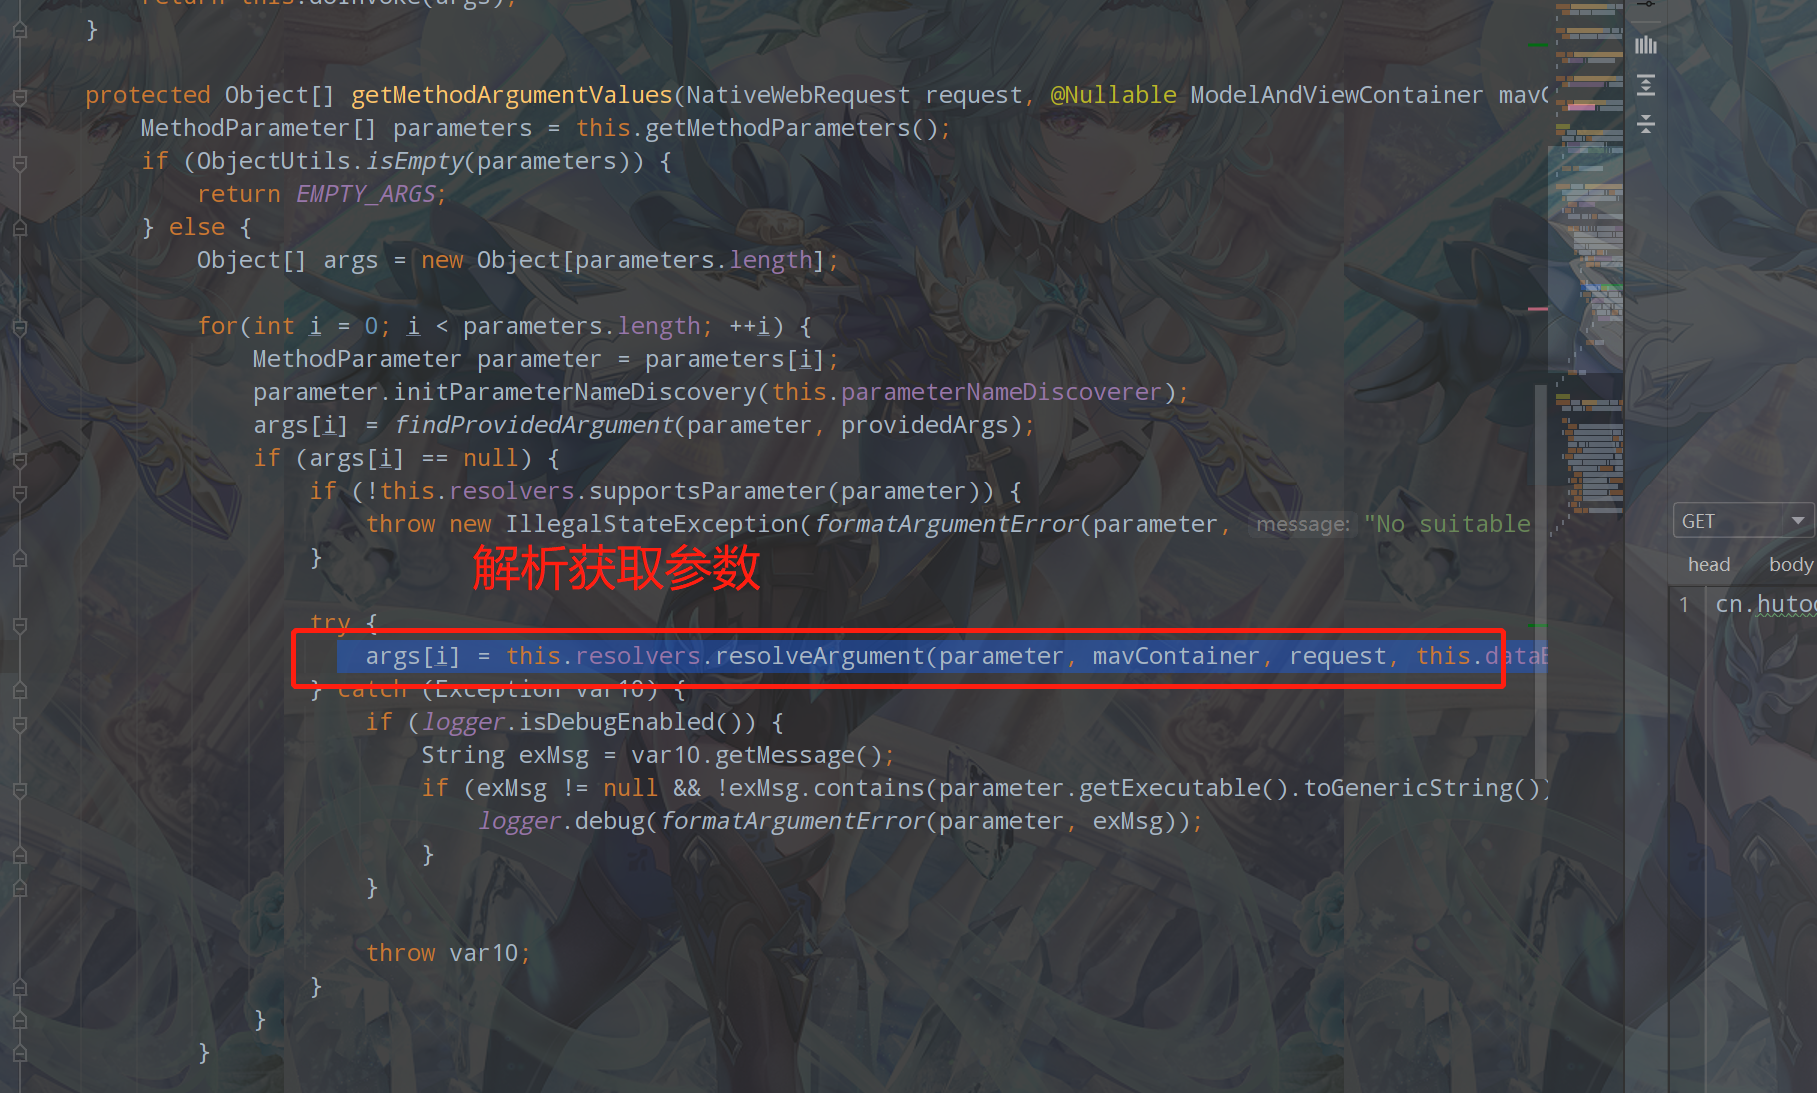 return this.doInvoke(args);
}
protected Object[] getMethodArgumentValues(NativeWebRequest request, @Nullable ModelAndViewContainer mavC
MethodParameter[] parameters = this.getMethodParameters();
if (ObjectUtils.isEmpty(parameters)) {
return EMPTY_ARGS;
} else {
Object[] args = new Object[parameters.length];
for(int i = 0; i < parameters.length; ++i) {
MethodParameter parameter = parameters[i];
parameter.initParameterNameDiscovery(this.parameterNameDiscoverer);
args[i] = findProvidedArgument(parameter, providedArgs);
if (args[i] == null) {
if (!this.resolvers.supportsParameter(parameter)) {
throw new IllegalStateException(formatArgumentError(parameter, message: "No suitable
}
解析获取参数
try {
args[i] = this.resolvers.resolveArgument(parameter, mavContainer, request, this.data
} catch (Exception var10) {
if (logger.isDebugEnabled()) {
String exMsg = var10.getMessage();
if (exMsg != null && !exMsg.contains(parameter.getExecutable().toGenericString())
logger.debug(formatArgumentError(parameter, exMsg));
}
}
throw var10;
}
}
}
GET
head body
1 cn.hutoo